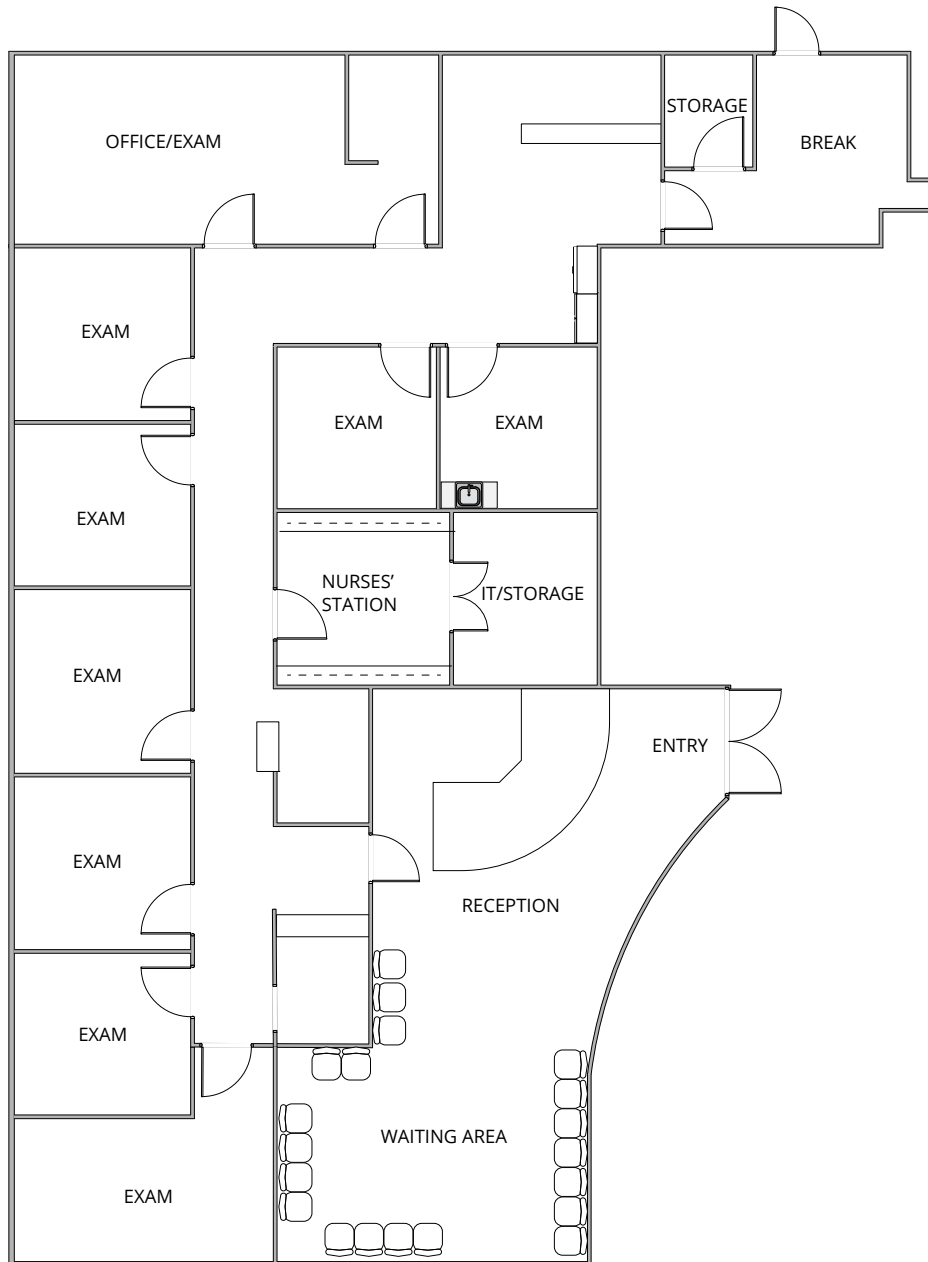 STORAGE
OFFICE/EXAM
BREAK
EXAM
EXAM
EXAM
EXAM
NURSES’
STATION
IT/STORAGE
EXAM
ENTRY
EXAM
RECEPTION
EXAM
WAITING AREA
EXAM